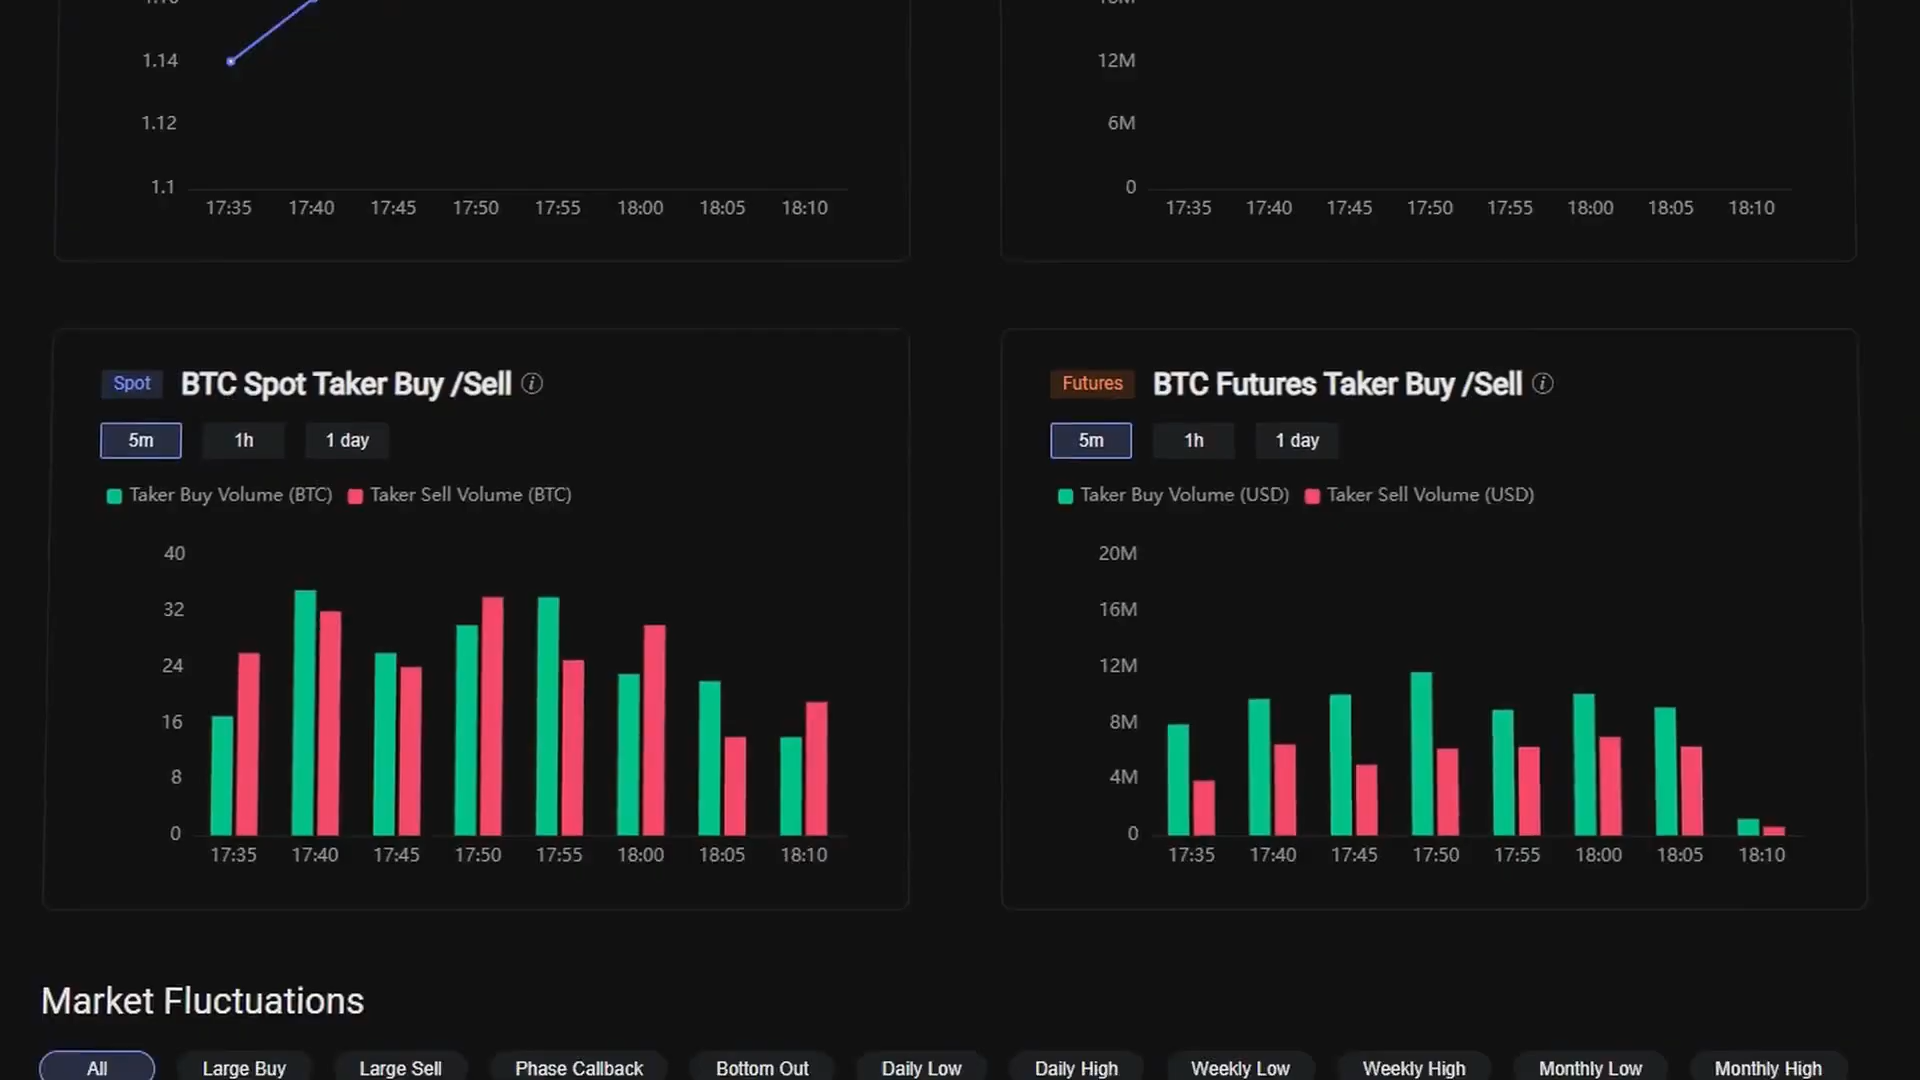 1.14
1.12
1.1
17:35 17:40 17:45 17:50 17:55 18:00 18:05 18:10
12M
6M
0
17:35 17:40 17:45 17:50 17:55 18:00 18:05 18:10
Spot BTC Spot Taker Buy /Sell
5m 1h 1 day
Taker Buy Volume (BTC) Taker Sell Volume (BTC)
40
32
24
16
8
0
17:35 17:40 17:45 17:50 17:55 18:00 18:05 18:10
Futures BTC Futures Taker Buy /Sell
5m 1h 1 day
Taker Buy Volume (USD) Taker Sell Volume (USD)
20M
16M
12M
8M
4M
0
17:35 17:40 17:45 17:50 17:55 18:00 18:05 18:10
Market Fluctuations
All Large Buy Large Sell Phase Callback Bottom Out Daily Low Daily High Weekly Low Weekly High Monthly Low Monthly High